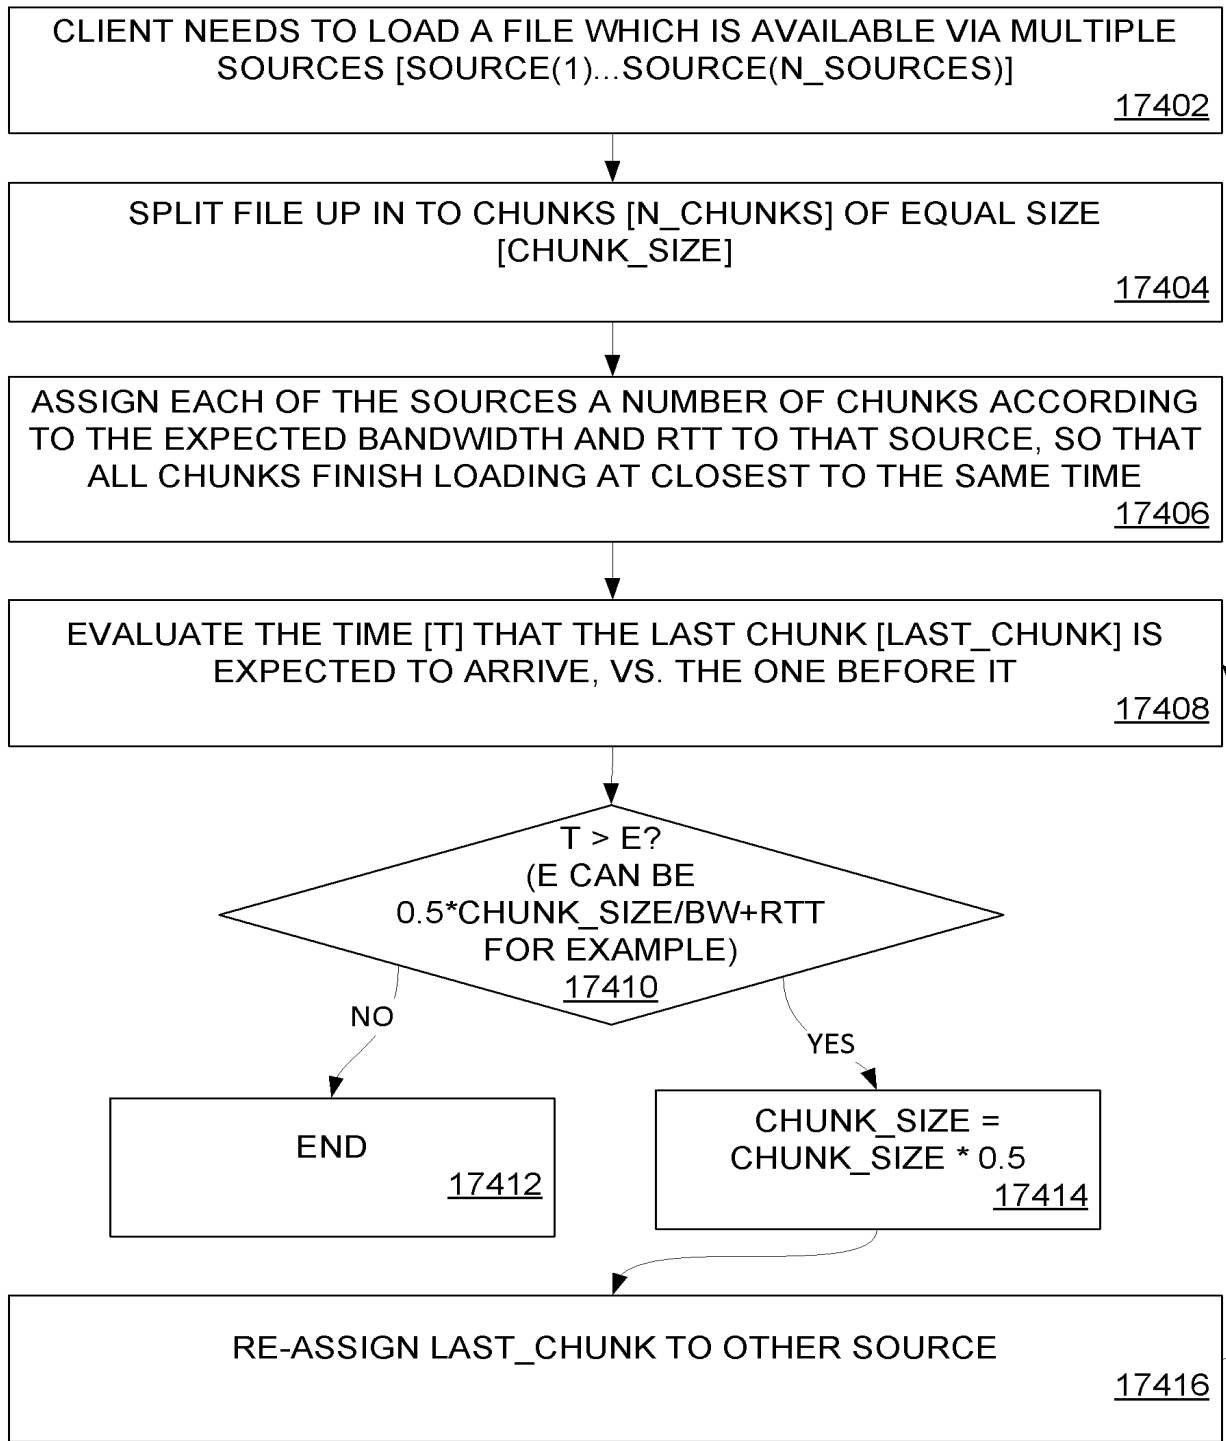 CLIENT NEEDS TO LOAD A FILE WHICH IS AVAILABLE VIA MULTIPLE
SOURCES [SOURCE(1)...SOURCE(N_SOURCES)]
17402
SPLIT FILE UP IN TO CHUNKS [N_CHUNKS] OF EQUAL SIZE
[CHUNK_SIZE]
17404
ASSIGN EACH OF THE SOURCES A NUMBER OF CHUNKS ACCORDING
TO THE EXPECTED BANDWIDTH AND RTT TO THAT SOURCE, SO THAT
ALL CHUNKS FINISH LOADING AT CLOSEST TO THE SAME TIME
17406
EVALUATE THE TIME [T] THAT THE LAST CHUNK [LAST_CHUNK] IS
EXPECTED TO ARRIVE, VS. THE ONE BEFORE IT
17408
T > E?
(E CAN BE
0.5*CHUNK_SIZE/BW+RTT
FOR EXAMPLE)
17410
NO
YES
END
17412
CHUNK_SIZE =
CHUNK_SIZE * 0.5
17414
RE-ASSIGN LAST_CHUNK TO OTHER SOURCE
17416